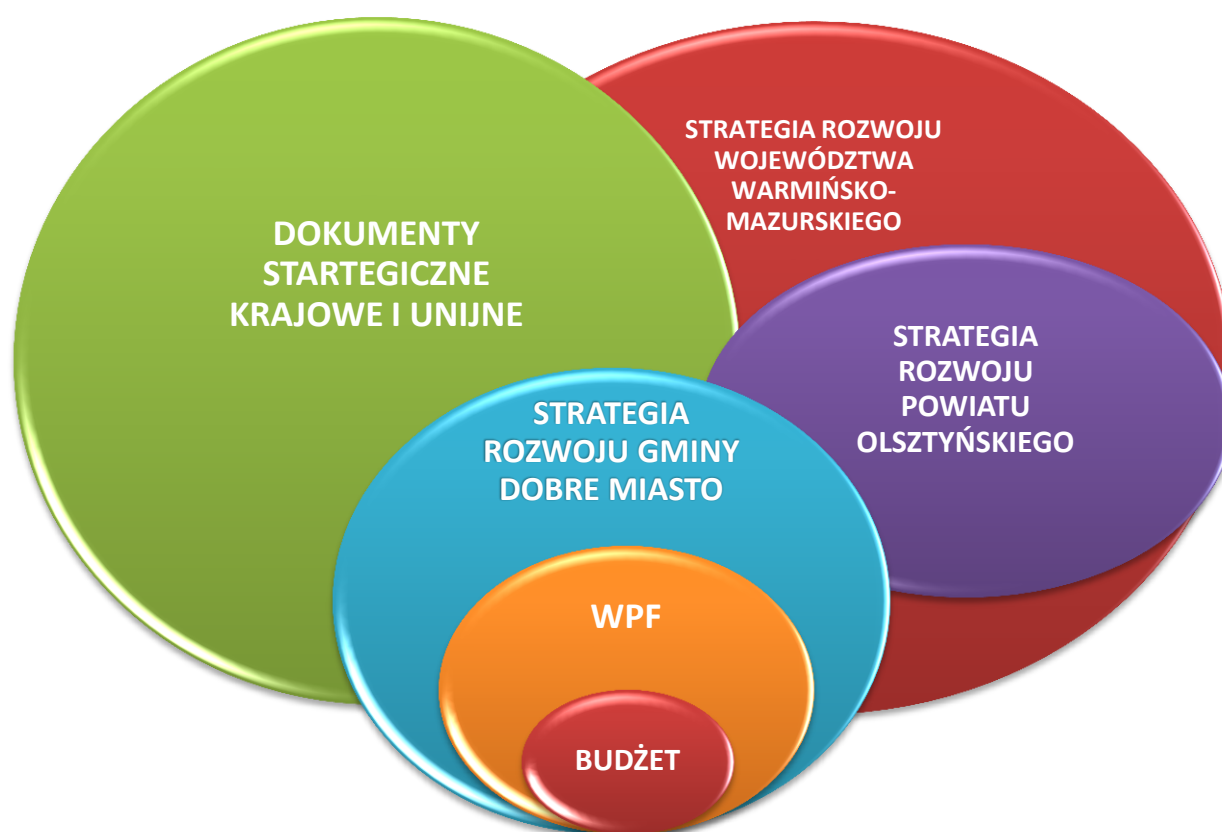 DOKUMENTY
STARTEGICZNE
KRAJOWE I UNIJNE
STRATEGIA ROZWOJU
WOJEWÓDZTWA
WARMIŃSKO-
MAZURSKIEGO
STRATEGIA
ROZWOJU
POWIATU
OLSZTYŃSKIEGO
STRATEGIA
ROZWOJU GMINY
DOBRE MIASTO
WPF
BUDŻET